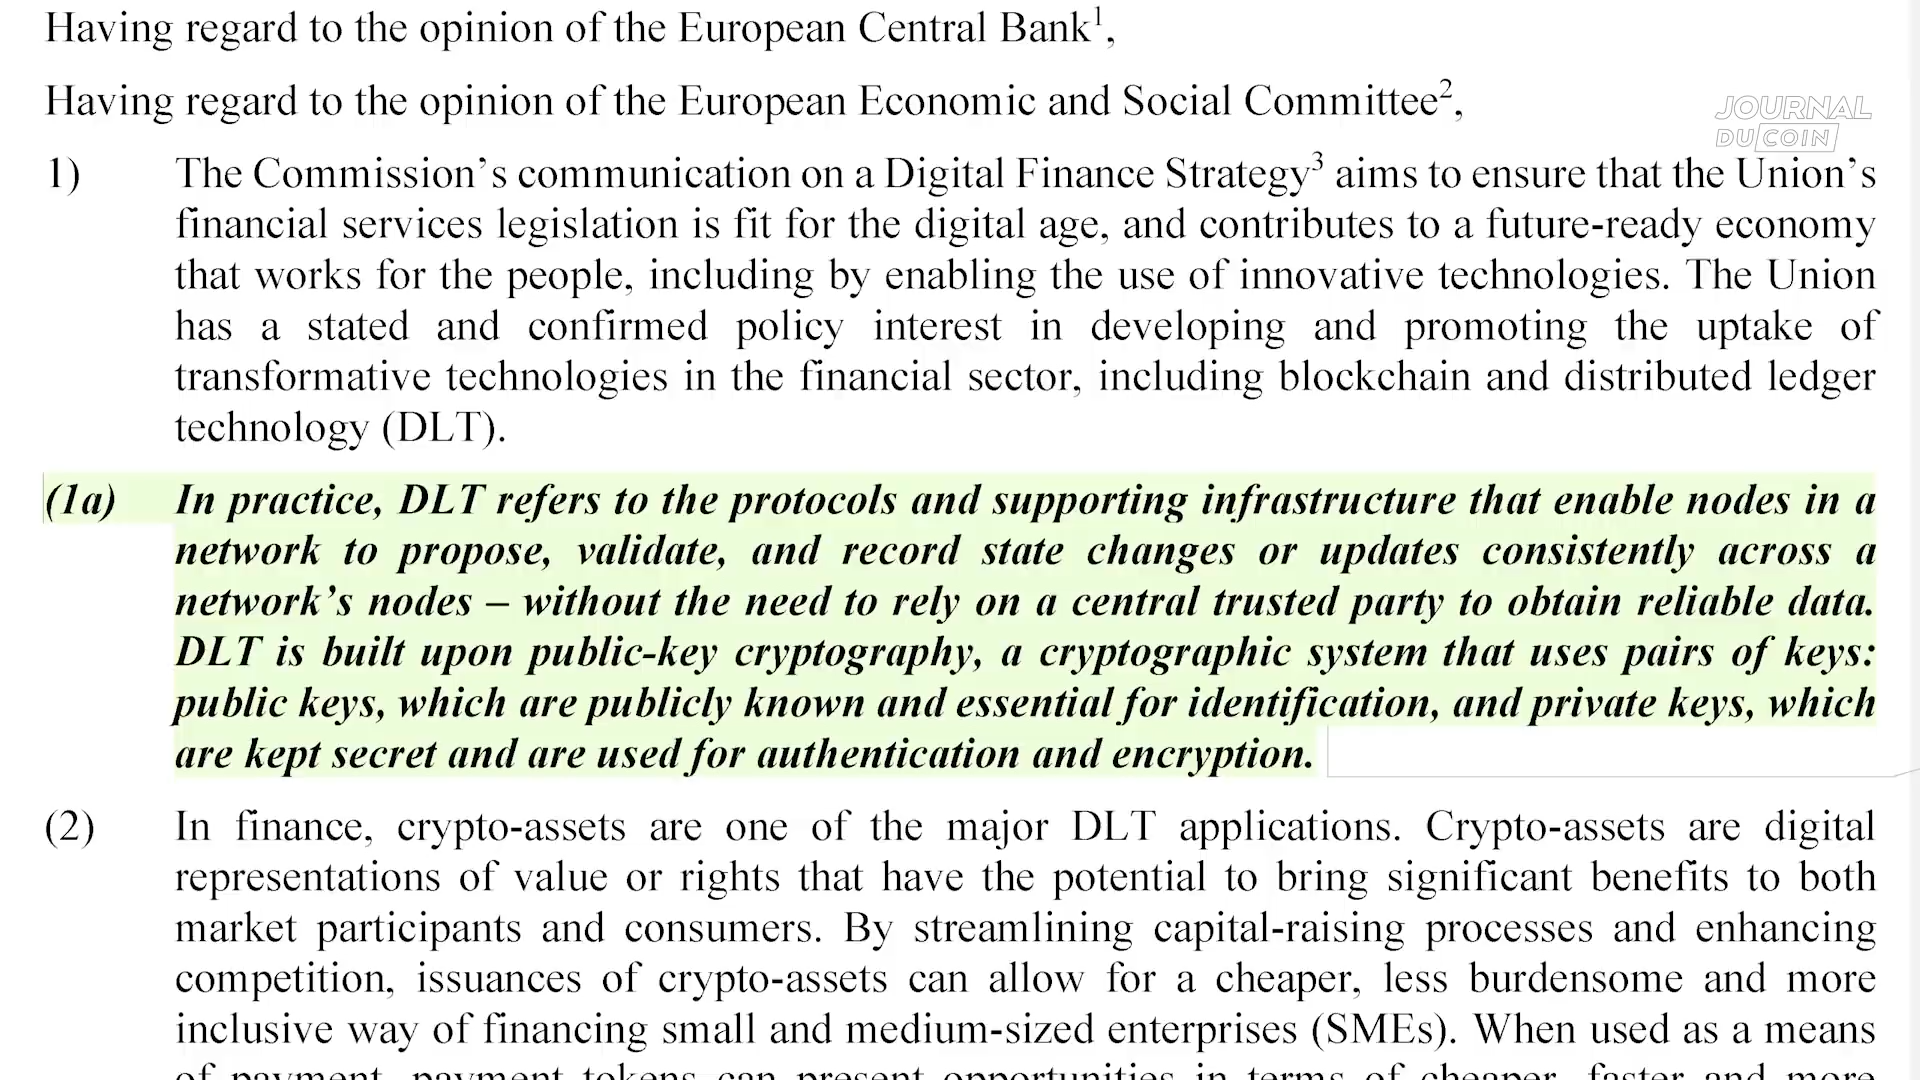 Having regard to the opinion of the European Central Bank1,
Having regard to the opinion of the European Economic and Social Committee2,
JOURNAL
DU COIN
1) The Commission’s communication on a Digital Finance Strategy3 aims to ensure that the Union’s
financial services legislation is fit for the digital age, and contributes to a future-ready economy
that works for the people, including by enabling the use of innovative technologies. The Union
has a stated and confirmed policy interest in developing and promoting the uptake of
transformative technologies in the financial sector, including blockchain and distributed ledger
technology (DLT).
(1a) In practice, DLT refers to the protocols and supporting infrastructure that enable nodes in a
network to propose, validate, and record state changes or updates consistently across a
network’s nodes – without the need to rely on a central trusted party to obtain reliable data.
DLT is built upon public-key cryptography, a cryptographic system that uses pairs of keys:
public keys, which are publicly known and essential for identification, and private keys, which
are kept secret and are used for authentication and encryption.
(2) In finance, crypto-assets are one of the major DLT applications. Crypto-assets are digital
representations of value or rights that have the potential to bring significant benefits to both
market participants and consumers. By streamlining capital-raising processes and enhancing
competition, issuances of crypto-assets can allow for a cheaper, less burdensome and more
inclusive way of financing small and medium-sized enterprises (SMEs). When used as a means
of payment, payment tokens can present opportunities in terms of cheaper, faster and more